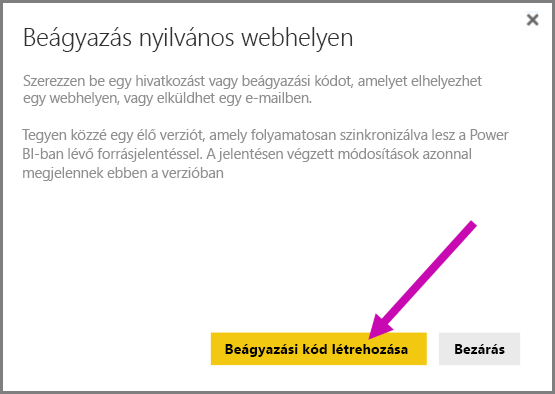 Beágyazás nyilvános webhelyen
Szerezzen be egy hivatkozást vagy beágyazási kódot, amelyet elhelyezhet
egy webhelyen, vagy elküldhet egy e-mailben.
Tegyen közzé egy élő verziót, amely folyamatosan szinkronizálva lesz a Power
BI-ban lévő forrásjelentéssel. A jelentésen végzett módosítások azonnal
megjelennek ebben a verzióban
Beágyazási kód létrehozása
Bezárás